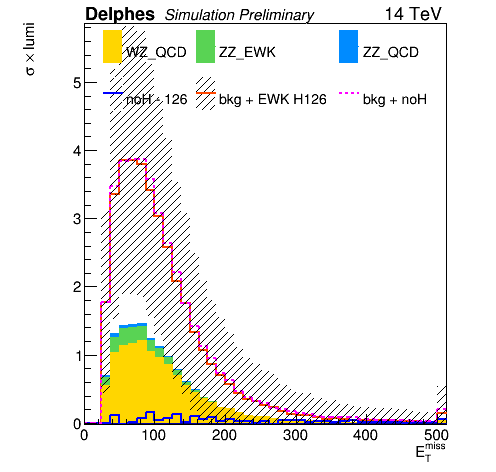 Delphes Simulation Preliminary 14 TeV
σ × lumi
WZ_QCD ZZ_EWK ZZ_QCD
noH - 126 bkg + EWK H126 bkg + noH
5
4
3
2
1
0
0 100 200 300 400 500
E_T^miss